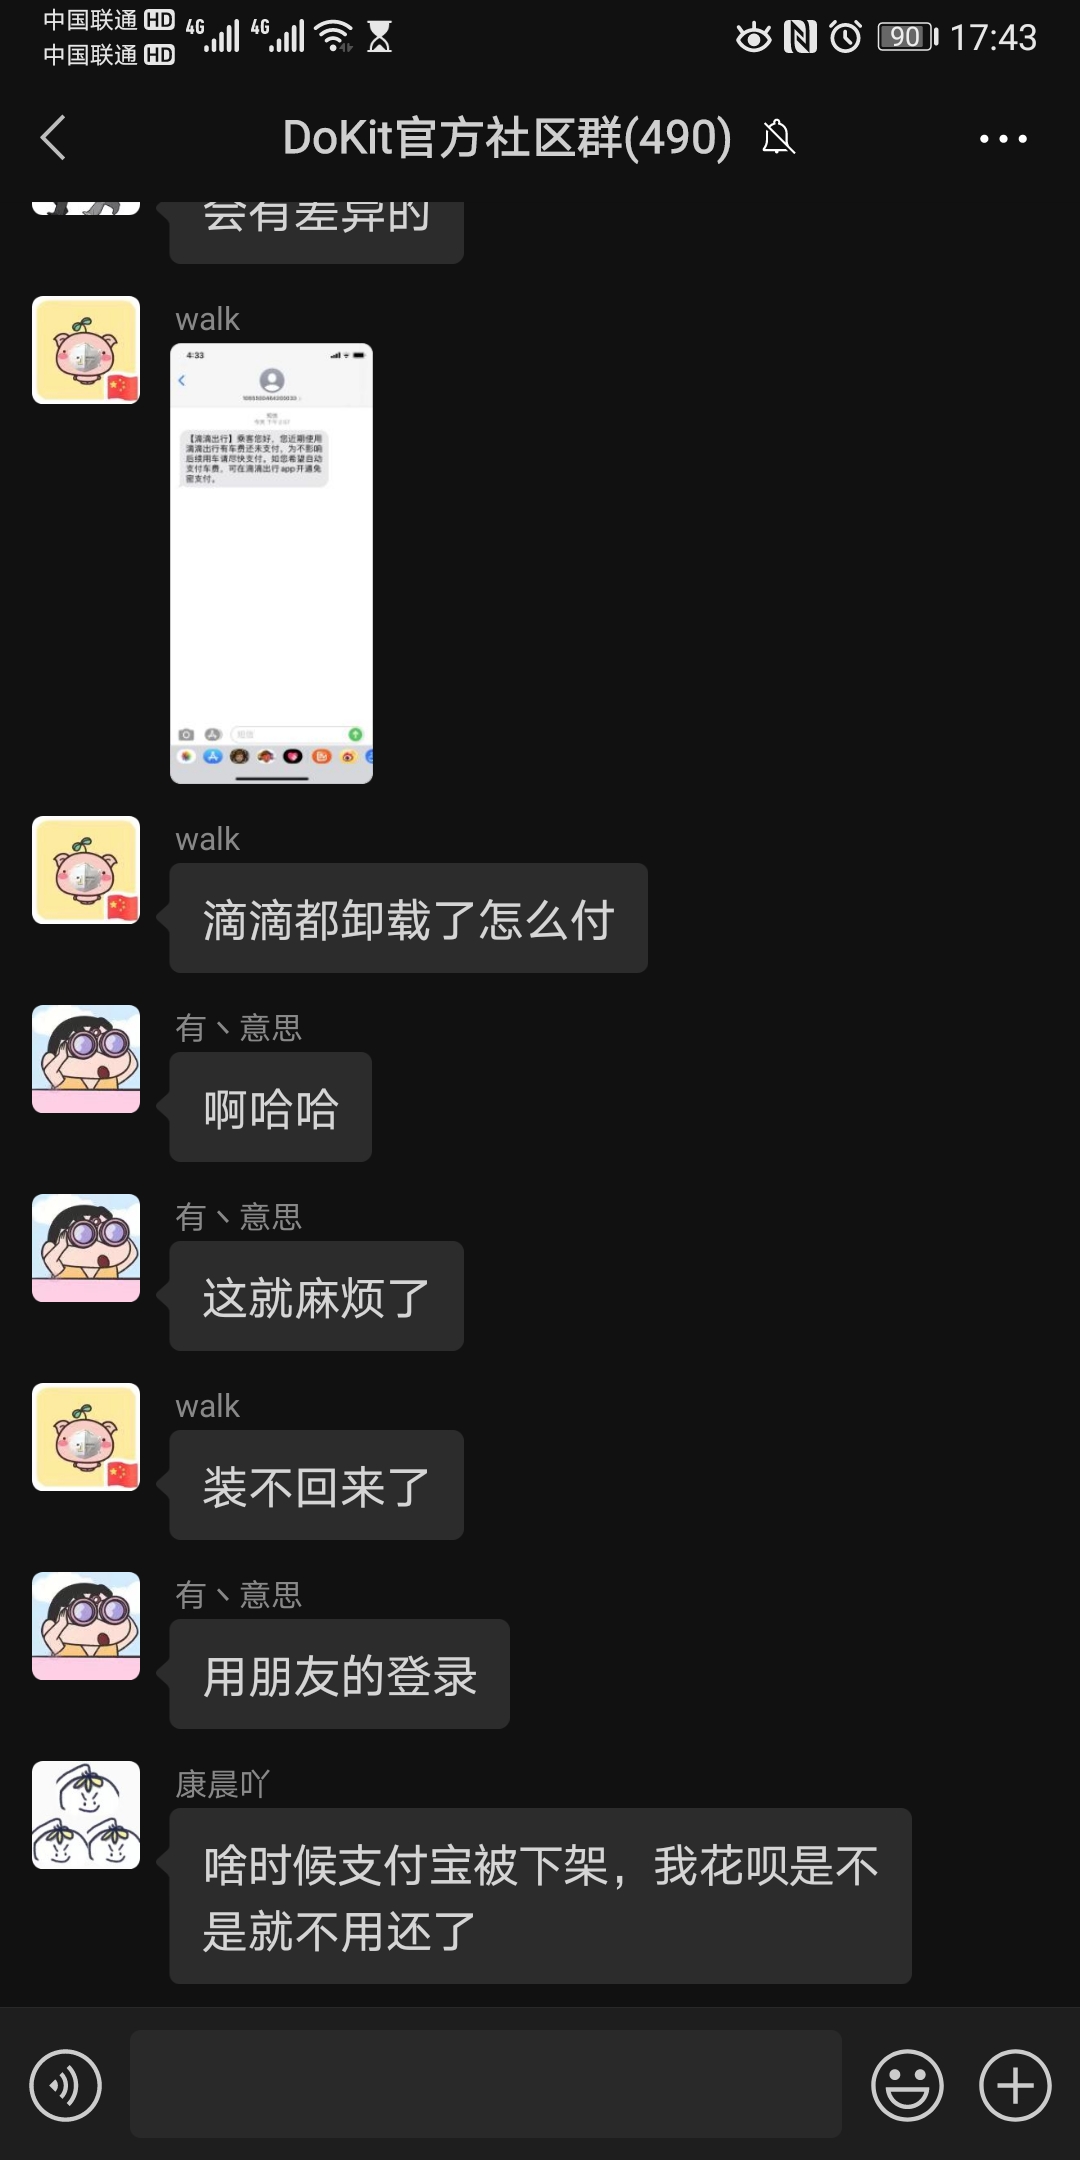 中国联通 HD 4G 4G 90 17:43
中国联通 HD
DoKit官方社区群(490)
会有差异的
walk
4:33
短信
【滴滴出行】乘客您好，您近期使用
滴滴出行有车费还未支付，为不影响
后续用车请尽快支付。如您希望自动
支付车费，可在滴滴出行app开通免
密支付。
短信
walk
滴滴都卸载了怎么付
有丶意思
啊哈哈
有丶意思
这就麻烦了
walk
装不回来了
有丶意思
用朋友的登录
康晨吖
啥时候支付宝被下架，我花呗是不
是就不用还了